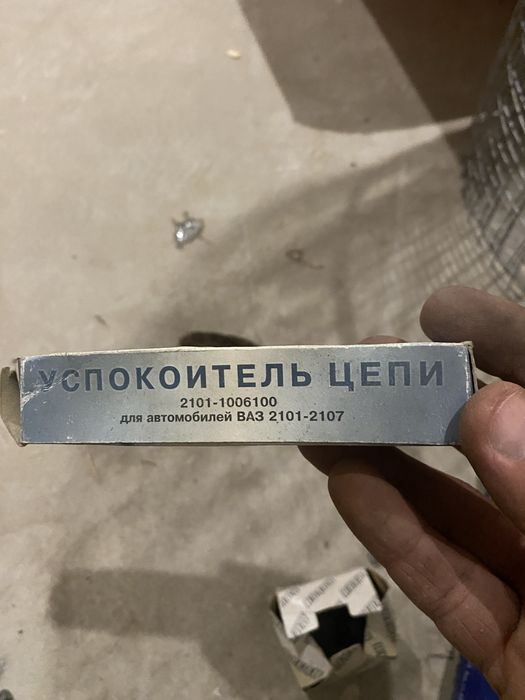 УСПОКОИТЕЛЬ ЦЕПИ
2101-1006100
для автомобилей ВАЗ 2101-2107